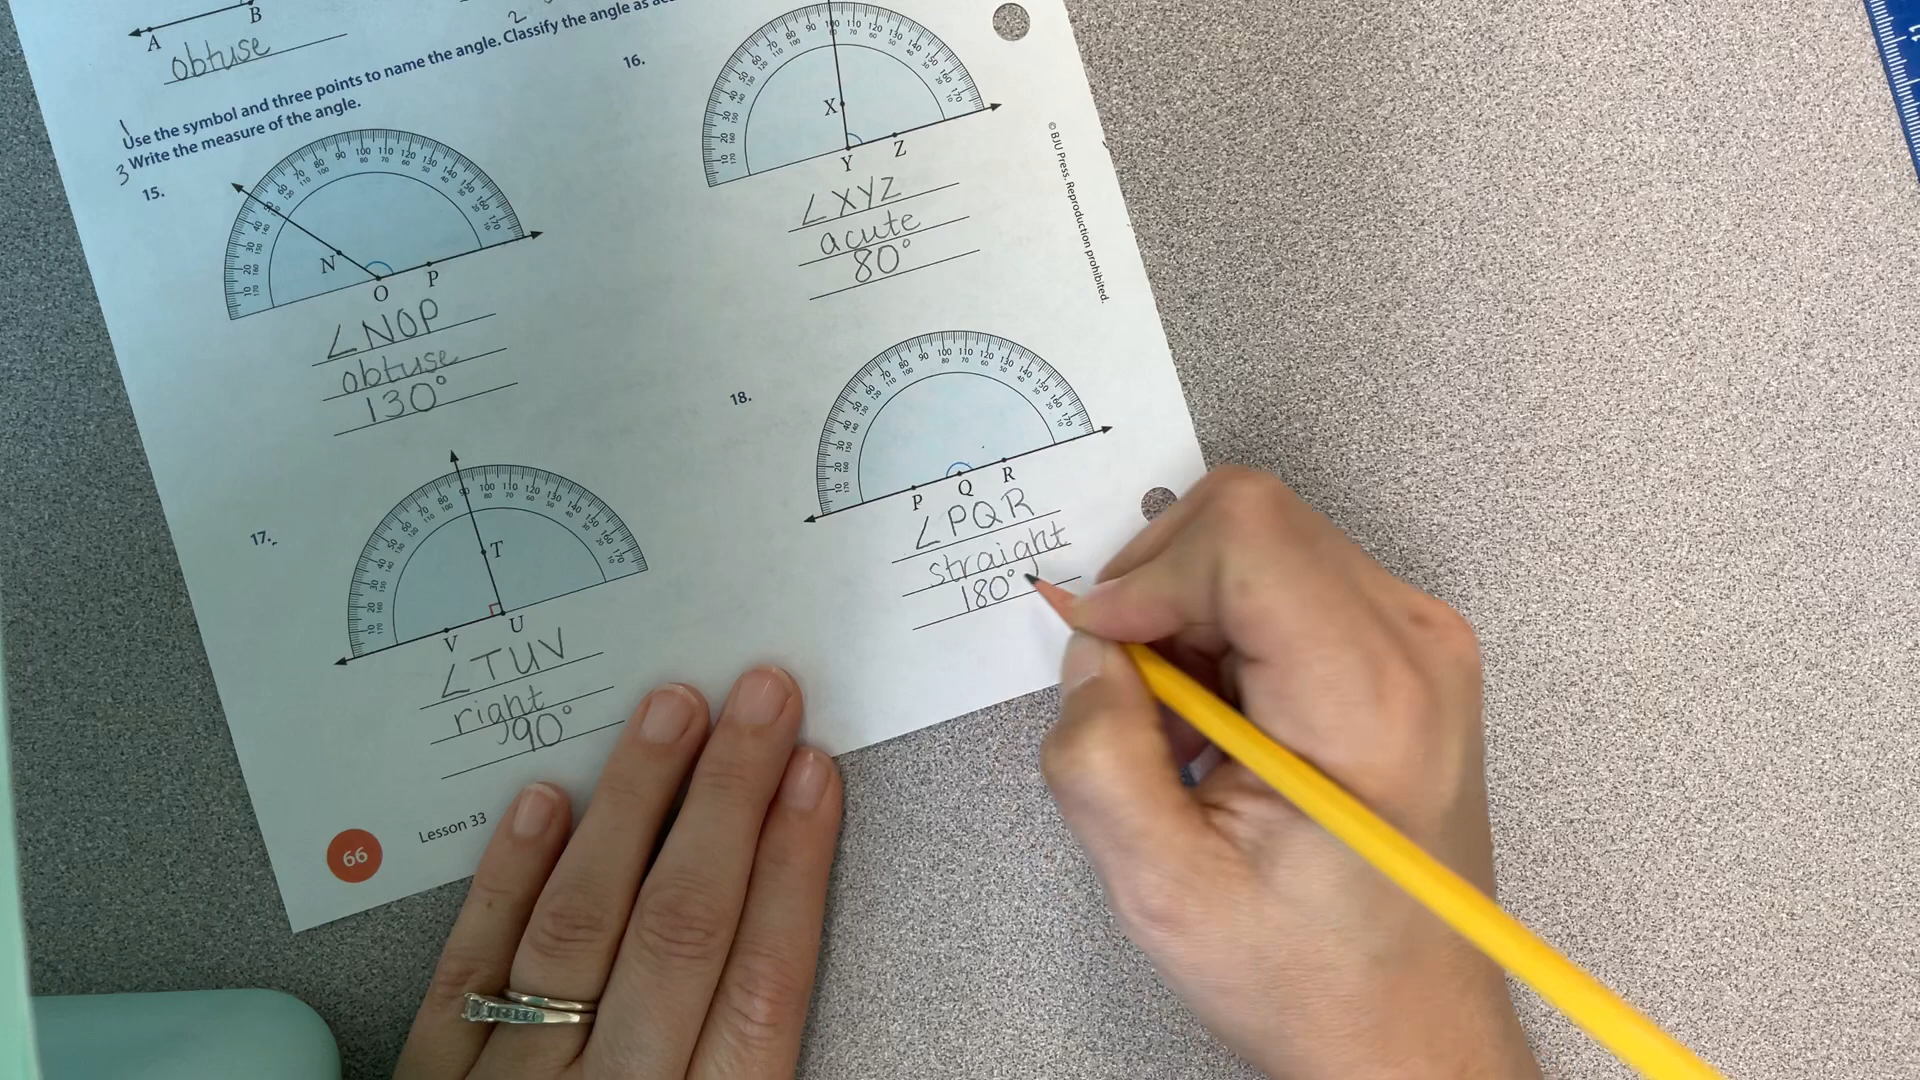 A
B
obtuse
2
1
Use the symbol and three points to name the angle. Classify the angle as
3 Write the measure of the angle.
15.
N
O
P
∠NOP
obtuse
130°
16.
X
Y
Z
∠XYZ
acute
80°
17.
T
V
U
∠TUV
right
90°
18.
P
Q
R
∠PQR
straight
180°
© BJU Press. Reproduction prohibited.
66
Lesson 33
11